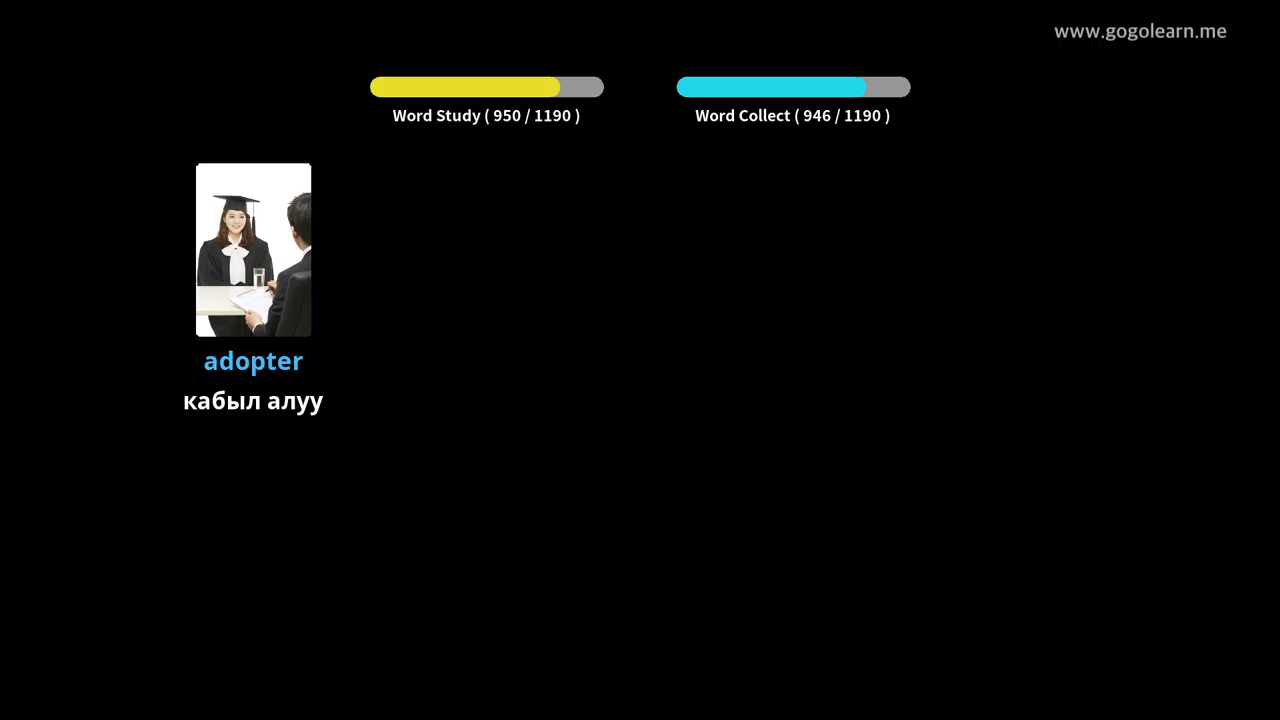 www.gogolearn.me
Word Study ( 950 / 1190 )
Word Collect ( 946 / 1190 )
adopter
кабыл алуу